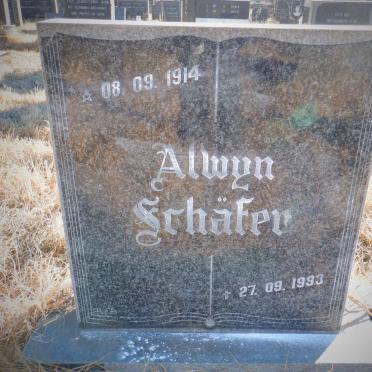 ☆ 08. 09. 1914
Alwyn
Schäfer
✝ 27. 09. 1993